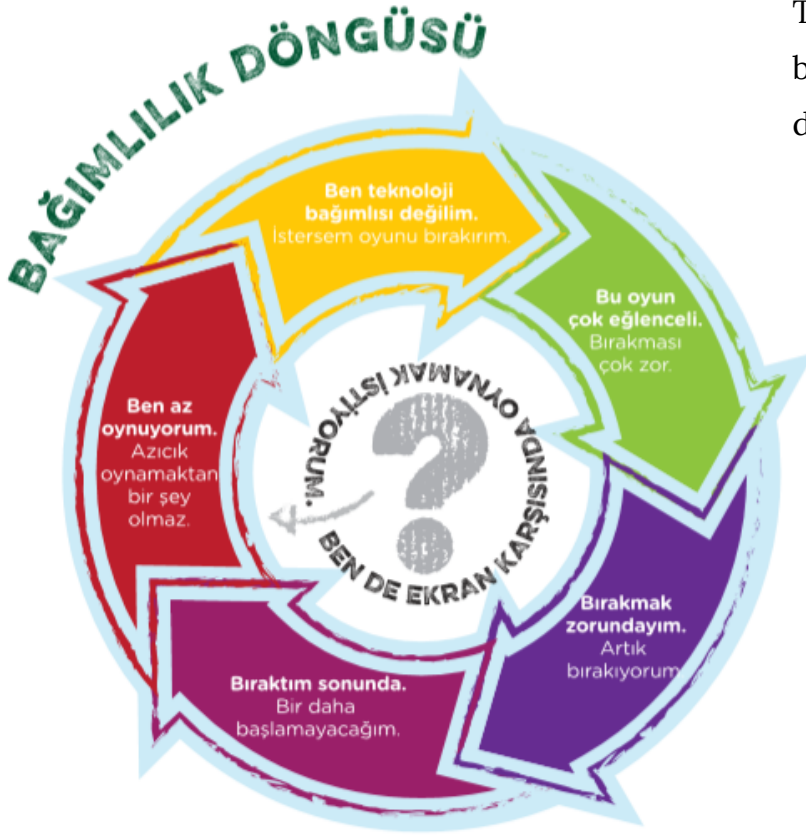 BAĞIMLILIK DÖNGÜSÜ
T
b
d
Ben teknoloji
bağımlısı değilim.
İstersem oyunu bırakırım.
Bu oyun
çok eğlenceli.
Bırakması
çok zor.
Bırakmak
zorundayım.
Artık
bırakıyorum
Bıraktım sonunda.
Bir daha
başlamayacağım.
Ben az
oynuyorum.
Azıcık
oynamaktan
bir şey
olmaz.
BEN DE EKRAN KARŞISINDA OYNAMAK İSTİYORUM.
?